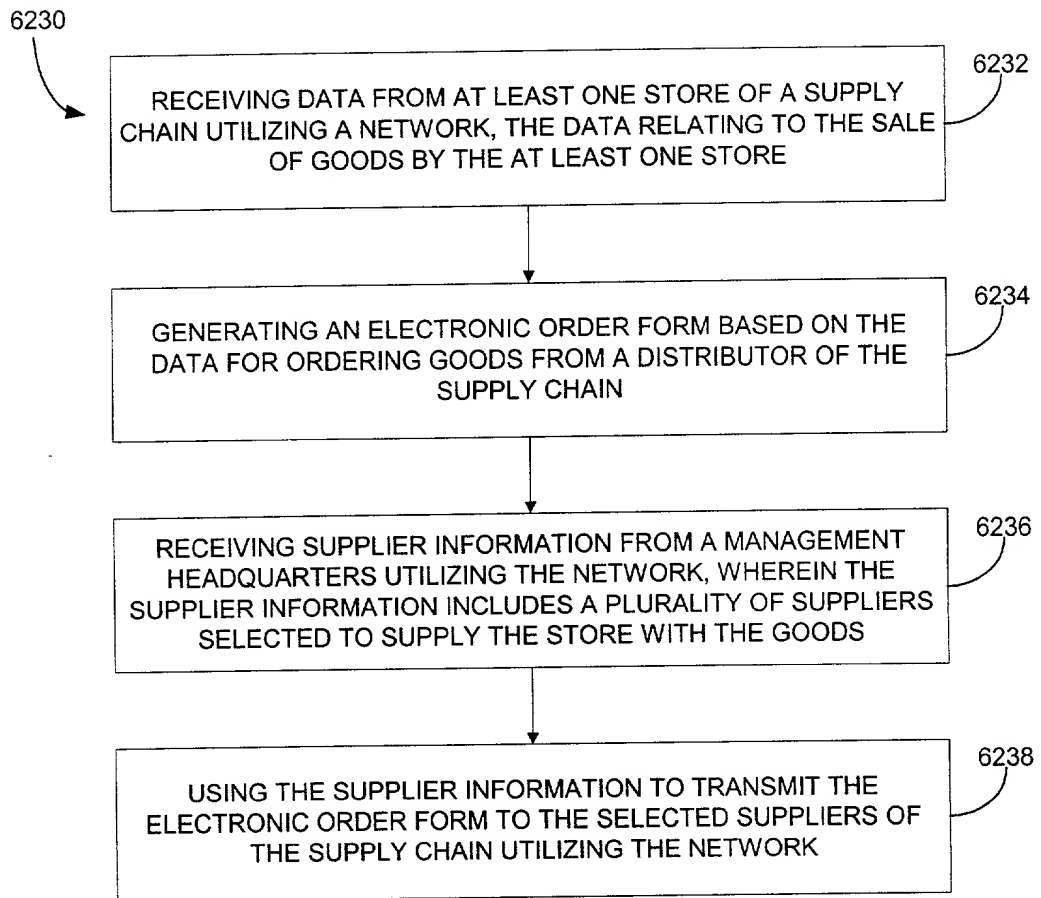 6230
6232
RECEIVING DATA FROM AT LEAST ONE STORE OF A SUPPLY
CHAIN UTILIZING A NETWORK, THE DATA RELATING TO THE SALE
OF GOODS BY THE AT LEAST ONE STORE
6234
GENERATING AN ELECTRONIC ORDER FORM BASED ON THE
DATA FOR ORDERING GOODS FROM A DISTRIBUTOR OF THE
SUPPLY CHAIN
6236
RECEIVING SUPPLIER INFORMATION FROM A MANAGEMENT
HEADQUARTERS UTILIZING THE NETWORK, WHEREIN THE
SUPPLIER INFORMATION INCLUDES A PLURALITY OF SUPPLIERS
SELECTED TO SUPPLY THE STORE WITH THE GOODS
6238
USING THE SUPPLIER INFORMATION TO TRANSMIT THE
ELECTRONIC ORDER FORM TO THE SELECTED SUPPLIERS OF
THE SUPPLY CHAIN UTILIZING THE NETWORK